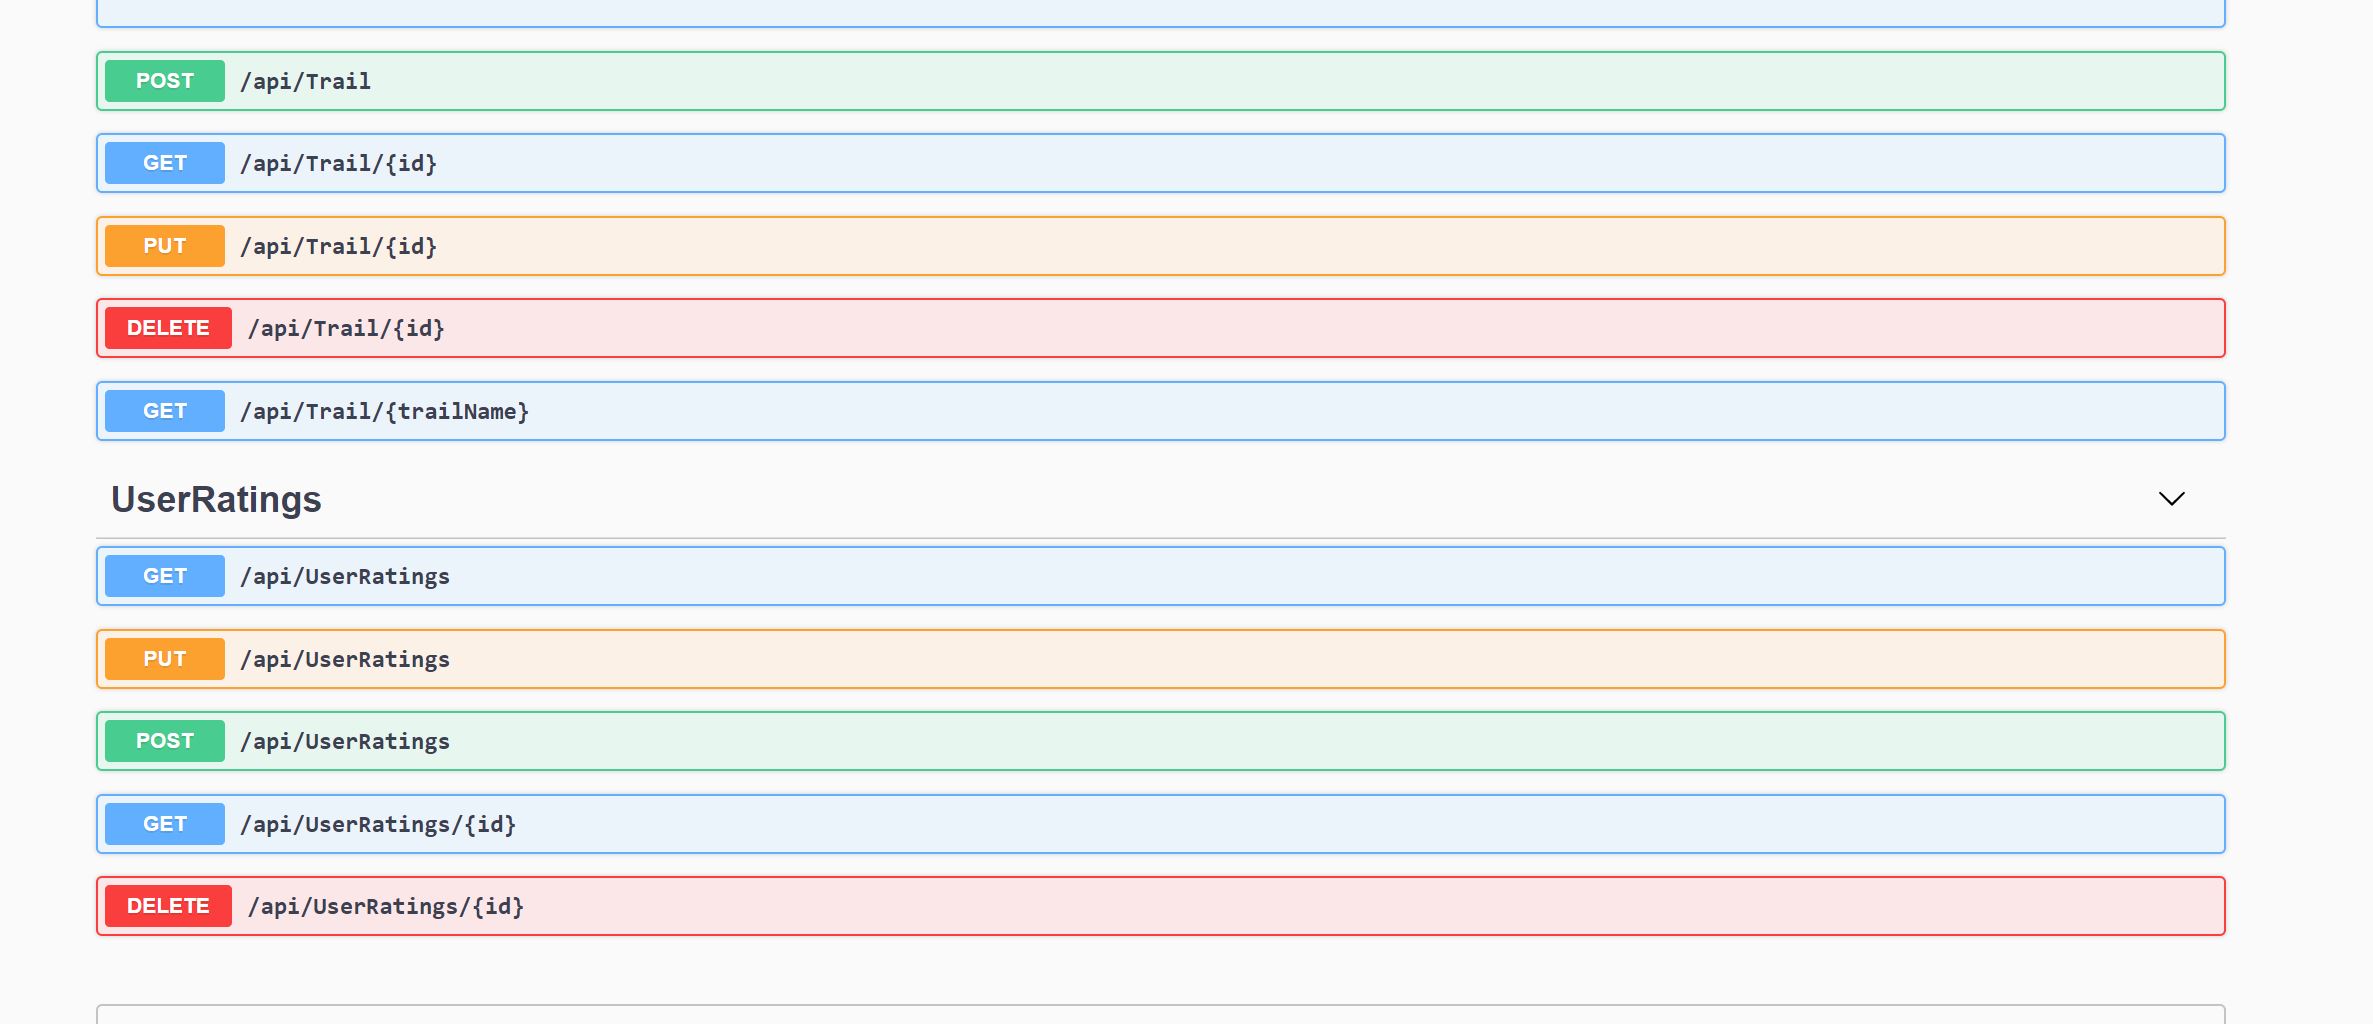 POST /api/Trail
GET /api/Trail/{id}
PUT /api/Trail/{id}
DELETE /api/Trail/{id}
GET /api/Trail/{trailName}
UserRatings
GET /api/UserRatings
PUT /api/UserRatings
POST /api/UserRatings
GET /api/UserRatings/{id}
DELETE /api/UserRatings/{id}